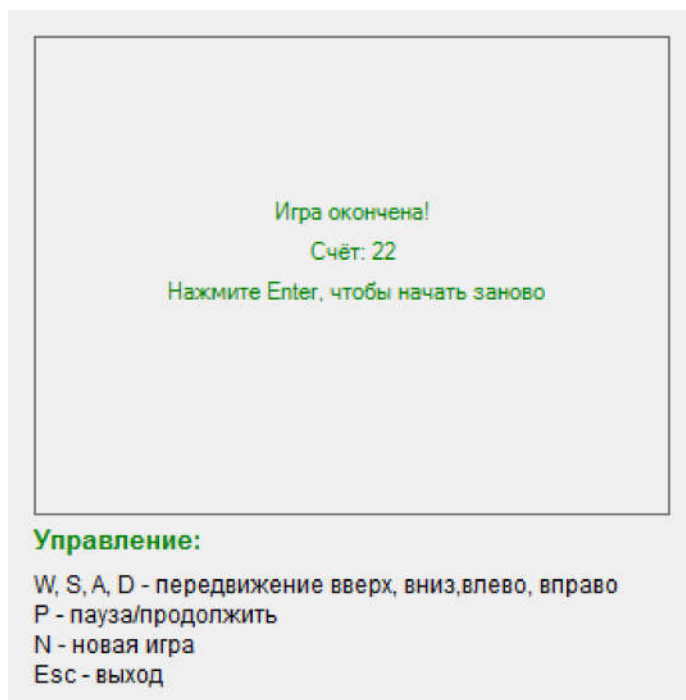 Игра окончена!
Счёт: 22
Нажмите Enter, чтобы начать заново
Управление:
W, S, A, D - передвижение вверх, вниз,влево, вправо
P - пауза/продолжить
N - новая игра
Esc - выход